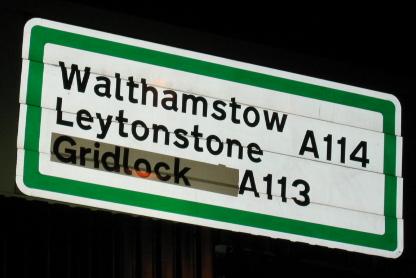 Walthamstow
Leytonstone A114
Gridlock A113